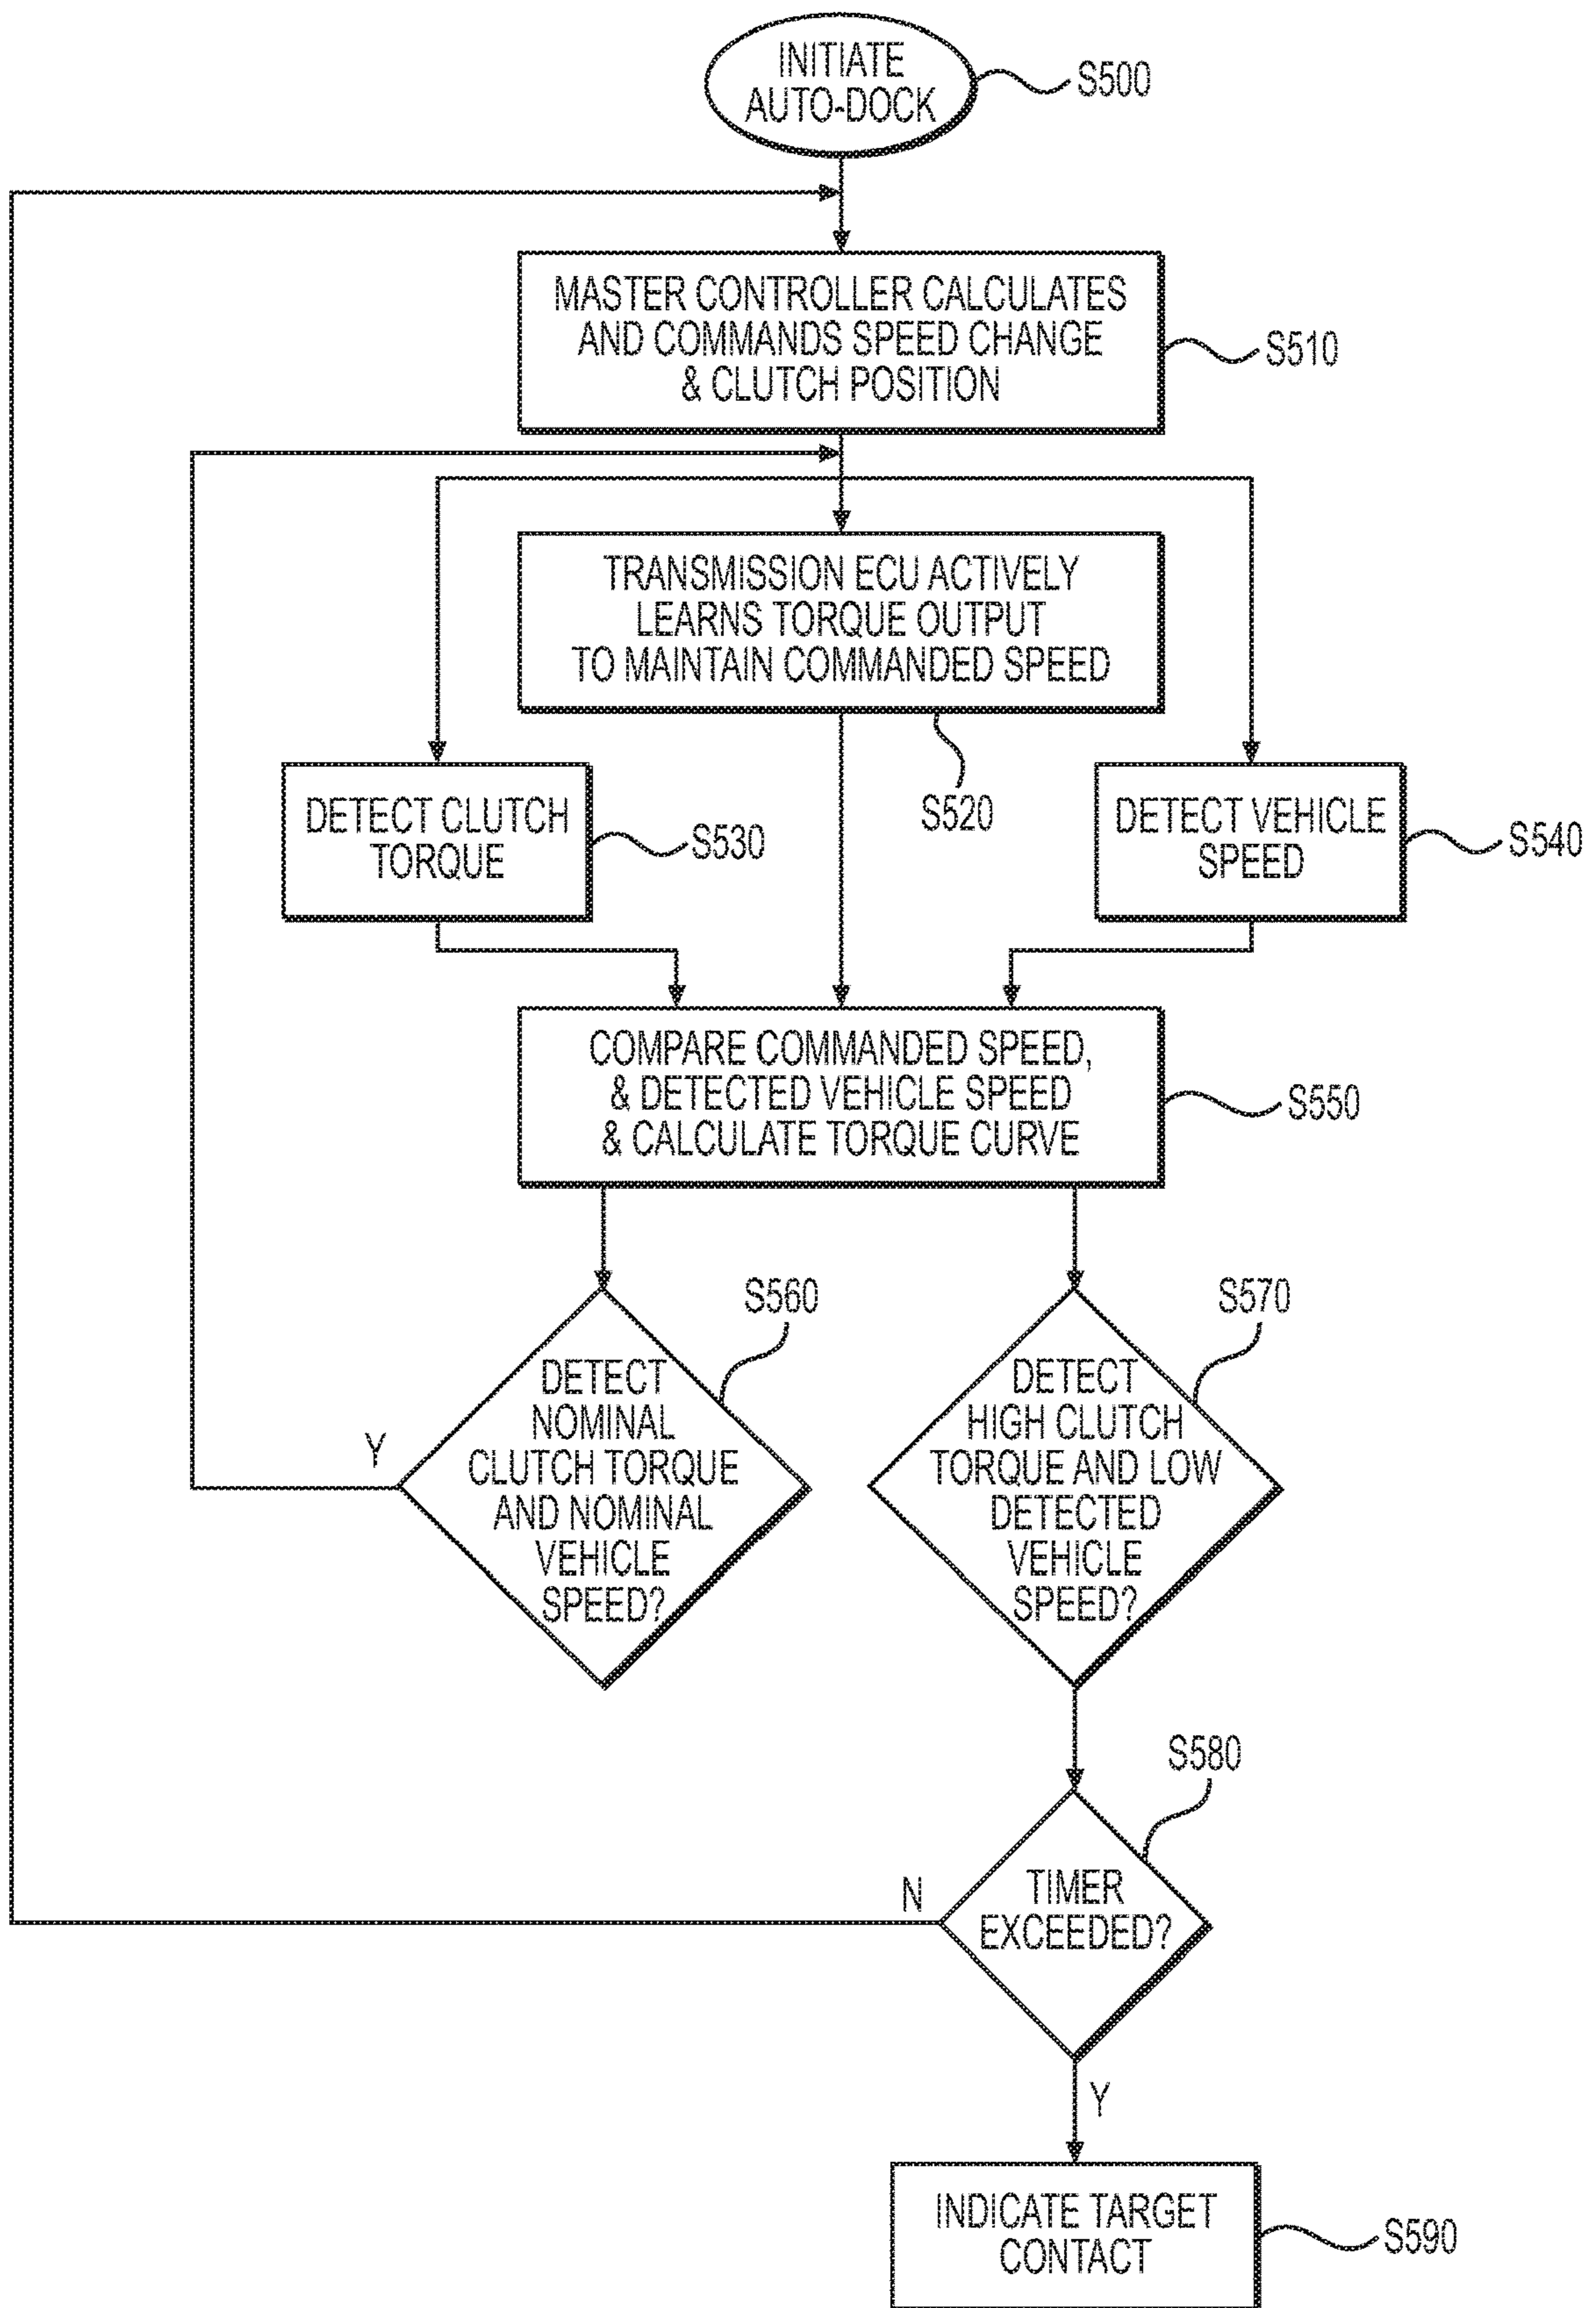 INITIATE
AUTO-DOCK
S500
MASTER CONTROLLER CALCULATES
AND COMMANDS SPEED CHANGE
& CLUTCH POSITION
S510
TRANSMISSION ECU ACTIVELY
LEARNS TORQUE OUTPUT
TO MAINTAIN COMMANDED SPEED
S520
DETECT CLUTCH
TORQUE
S530
DETECT VEHICLE
SPEED
S540
COMPARE COMMANDED SPEED,
& DETECTED VEHICLE SPEED
& CALCULATE TORQUE CURVE
S550
S560
DETECT
NOMINAL
CLUTCH TORQUE
AND NOMINAL
VEHICLE
SPEED?
Y
S570
DETECT
HIGH CLUTCH
TORQUE AND LOW
DETECTED
VEHICLE
SPEED?
S580
TIMER
EXCEEDED?
N
Y
INDICATE TARGET
CONTACT
S590